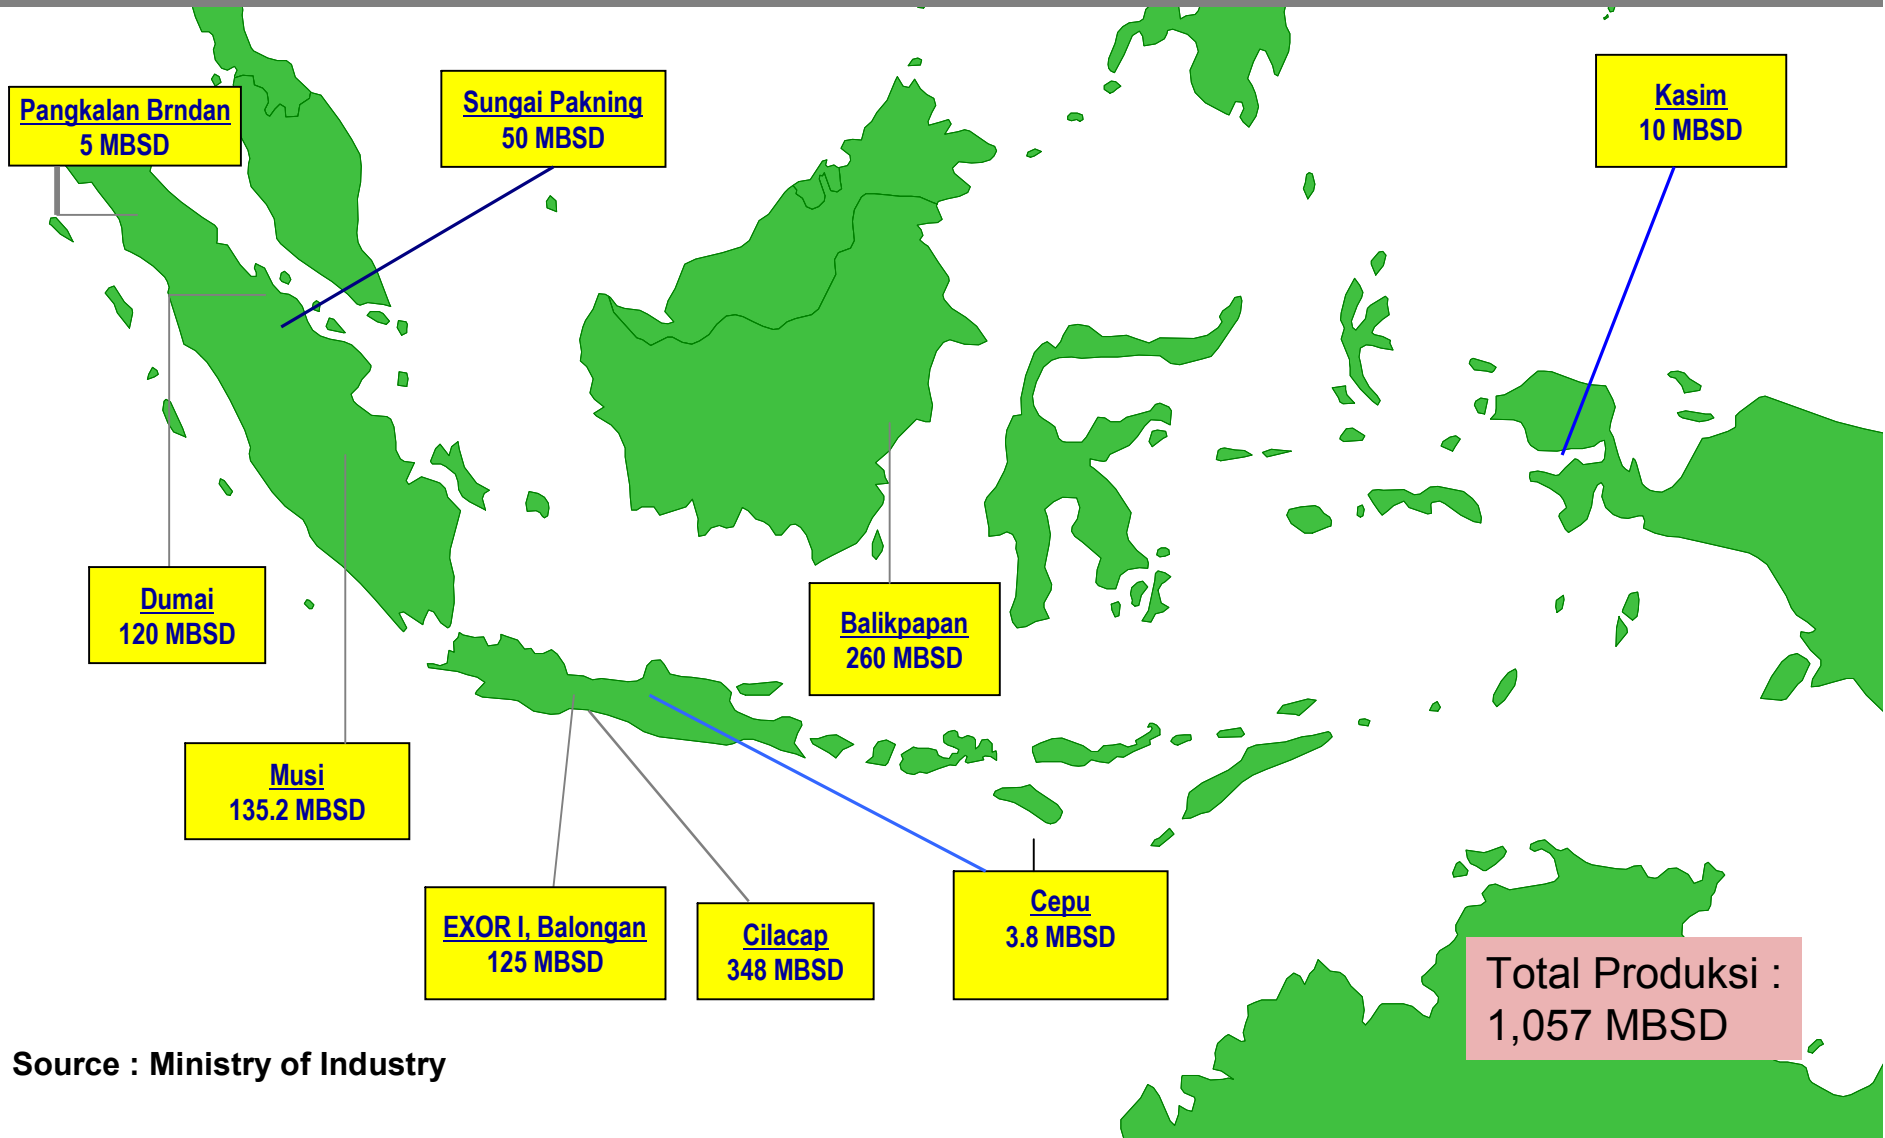 Pangkalan Brndan
5 MBSD
Sungai Pakning
50 MBSD
Kasim
10 MBSD
Dumai
120 MBSD
Balikpapan
260 MBSD
Musi
135.2 MBSD
EXOR I, Balongan
125 MBSD
Cilacap
348 MBSD
Cepu
3.8 MBSD
Total Produksi :
1,057 MBSD
Source : Ministry of Industry